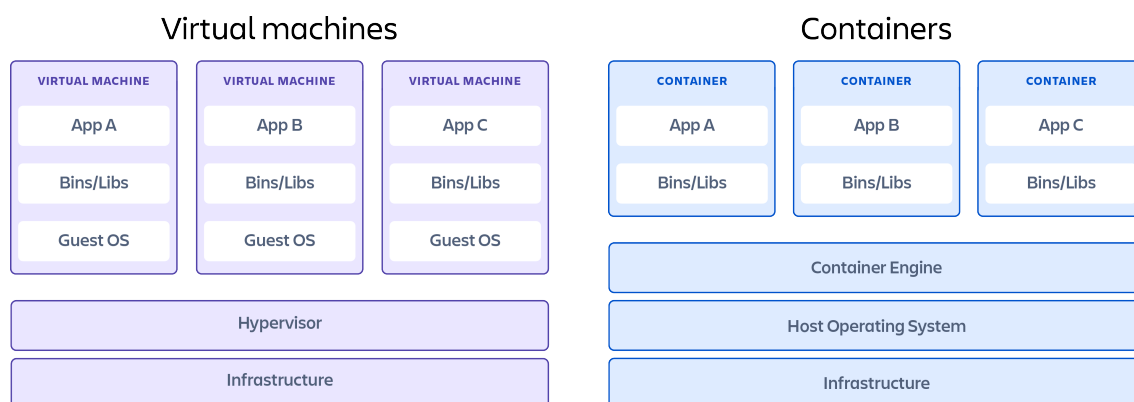 Virtual machines
VIRTUAL MACHINE
App A
Bins/Libs
Guest OS
VIRTUAL MACHINE
App B
Bins/Libs
Guest OS
VIRTUAL MACHINE
App C
Bins/Libs
Guest OS
Hypervisor
Infrastructure
Containers
CONTAINER
App A
Bins/Libs
CONTAINER
App B
Bins/Libs
CONTAINER
App C
Bins/Libs
Container Engine
Host Operating System
Infrastructure